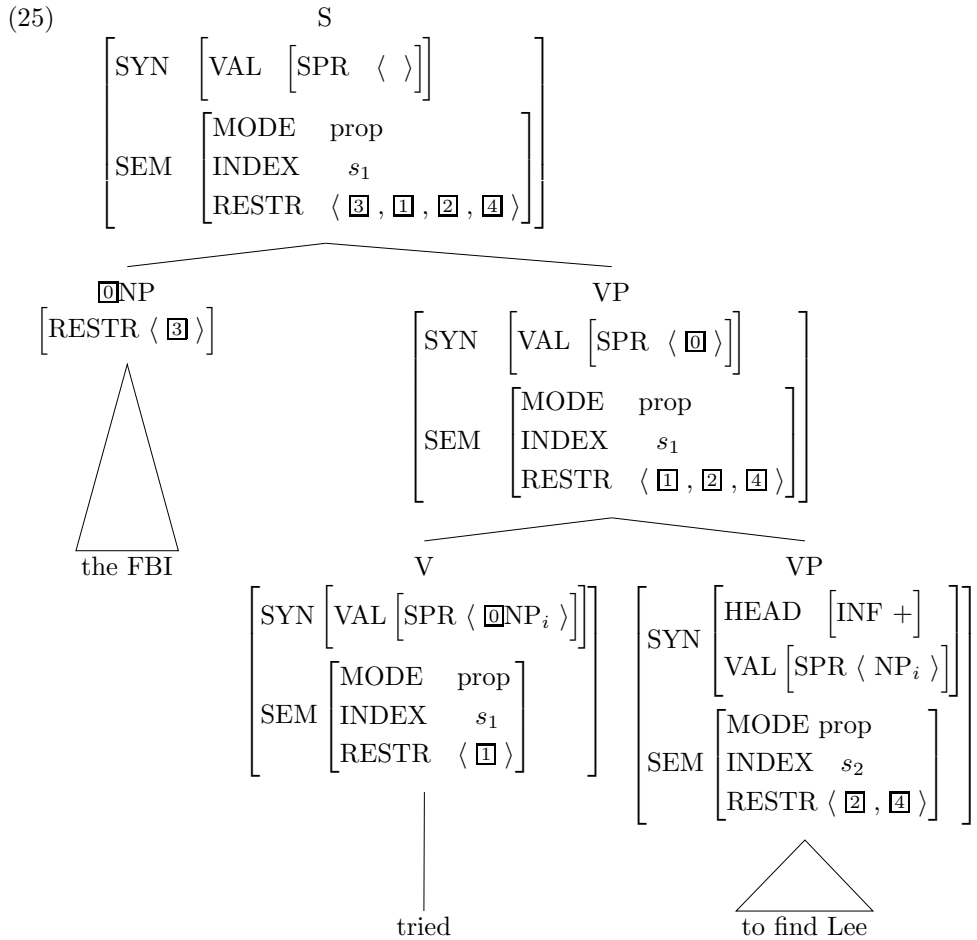 (25) S
[SYN [VAL [SPR ⟨ ⟩]]]
[SEM [MODE prop
INDEX s₁
RESTR ⟨ 3 , 1 , 2 , 4 ⟩]]
0NP
[RESTR ⟨ 3 ⟩]
the FBI
VP
[SYN [VAL [SPR ⟨ 0 ⟩]]]
[SEM [MODE prop
INDEX s₁
RESTR ⟨ 1 , 2 , 4 ⟩]]
V
[SYN [VAL [SPR ⟨ 0NPᵢ ⟩]]]
[SEM [MODE prop
INDEX s₁
RESTR ⟨ 1 ⟩]]
tried
VP
[SYN [HEAD [INF +]
VAL [SPR ⟨ NPᵢ ⟩]]]
[SEM [MODE prop
INDEX s₂
RESTR ⟨ 2 , 4 ⟩]]
to find Lee